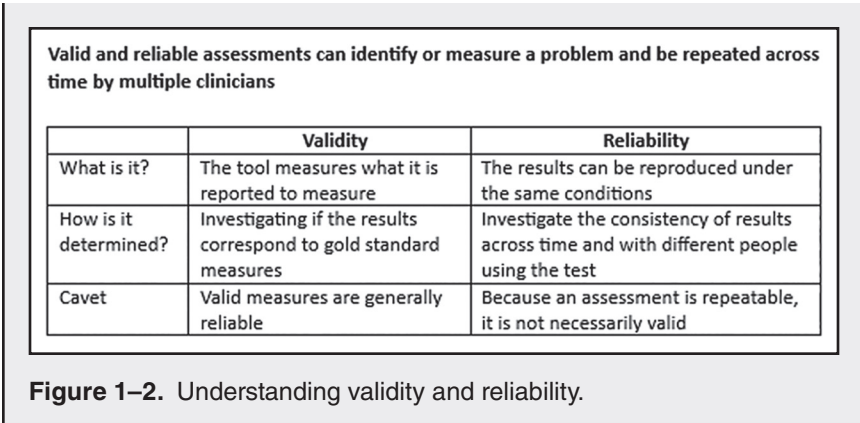 Valid and reliable assessments can identify or measure a problem and be repeated across
time by multiple clinicians
Validity
Reliability
What is it?
The tool measures what it is
reported to measure
The results can be reproduced under
the same conditions
How is it
determined?
Investigating if the results
correspond to gold standard
measures
Investigate the consistency of results
across time and with different people
using the test
Cavet
Valid measures are generally
reliable
Because an assessment is repeatable,
it is not necessarily valid
Figure 1–2. Understanding validity and reliability.